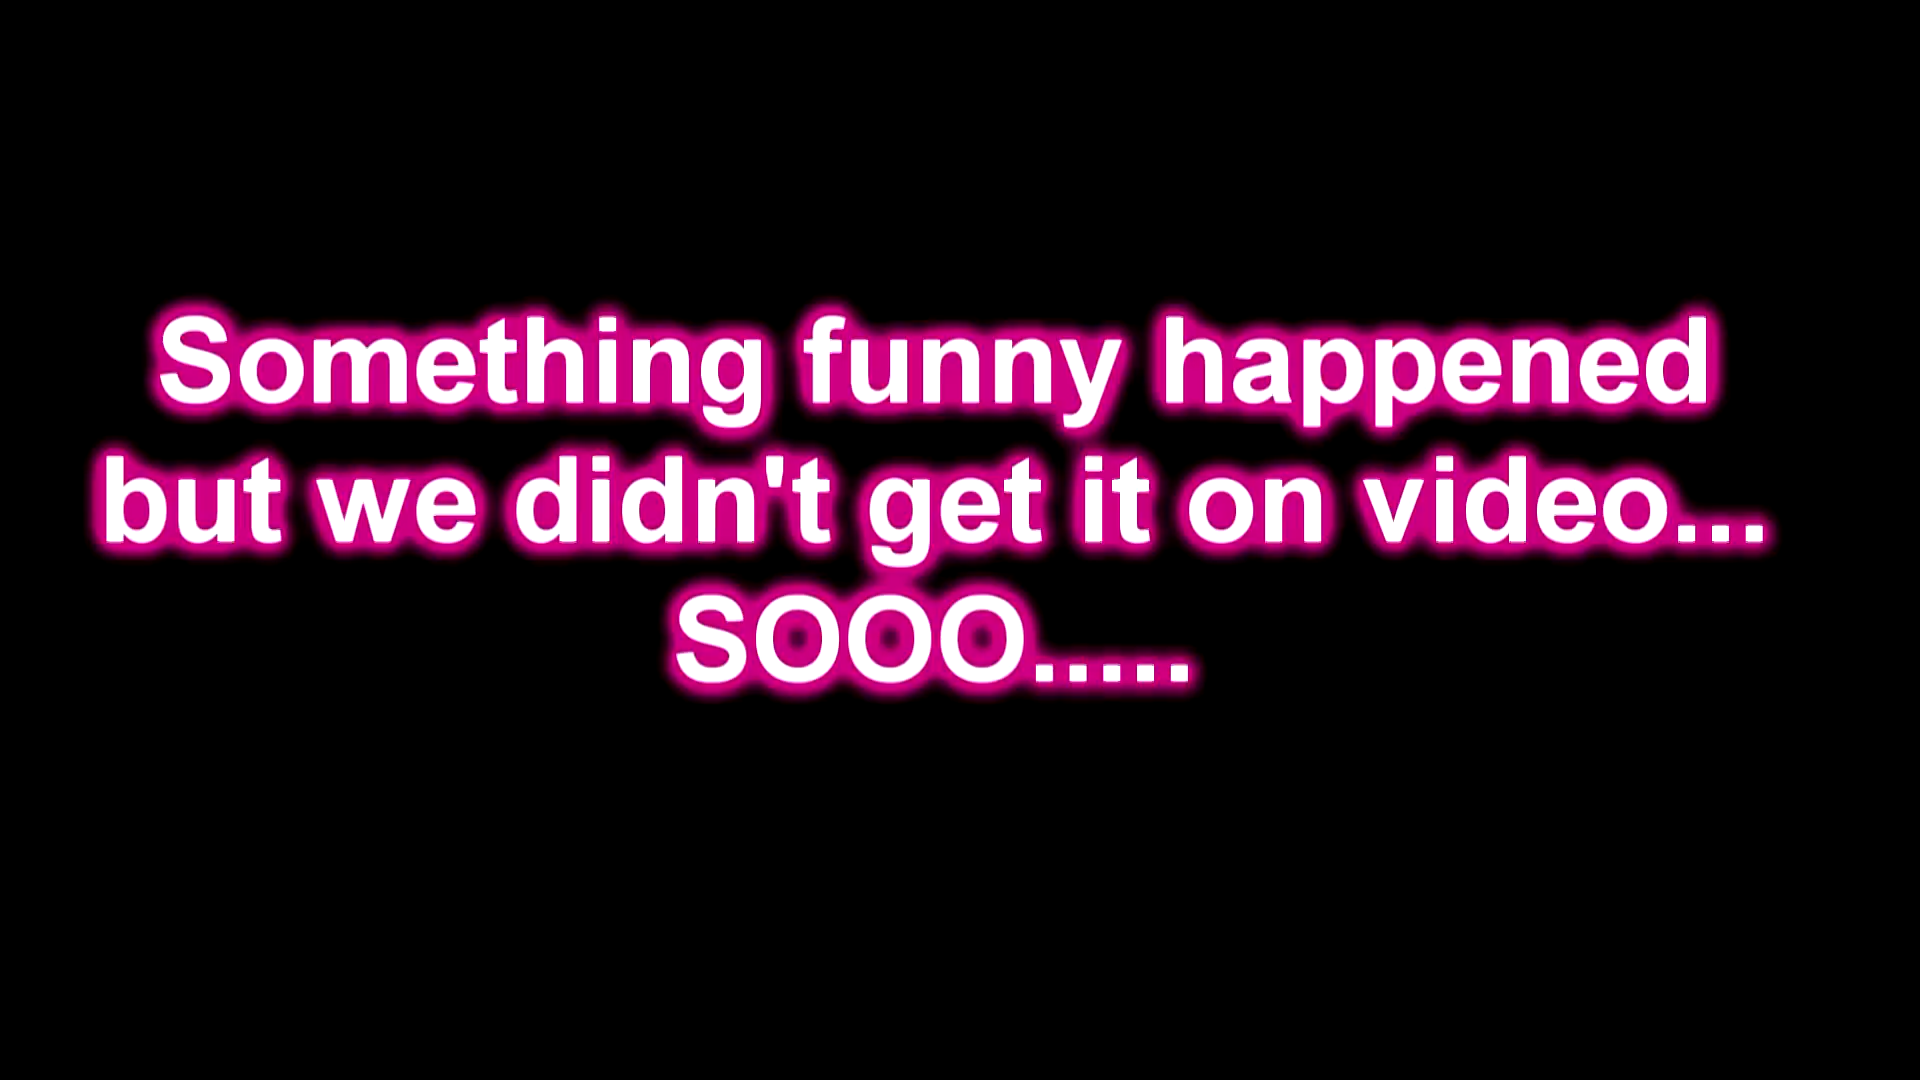 Something funny happened
but we didn't get it on video...
SOOO.....